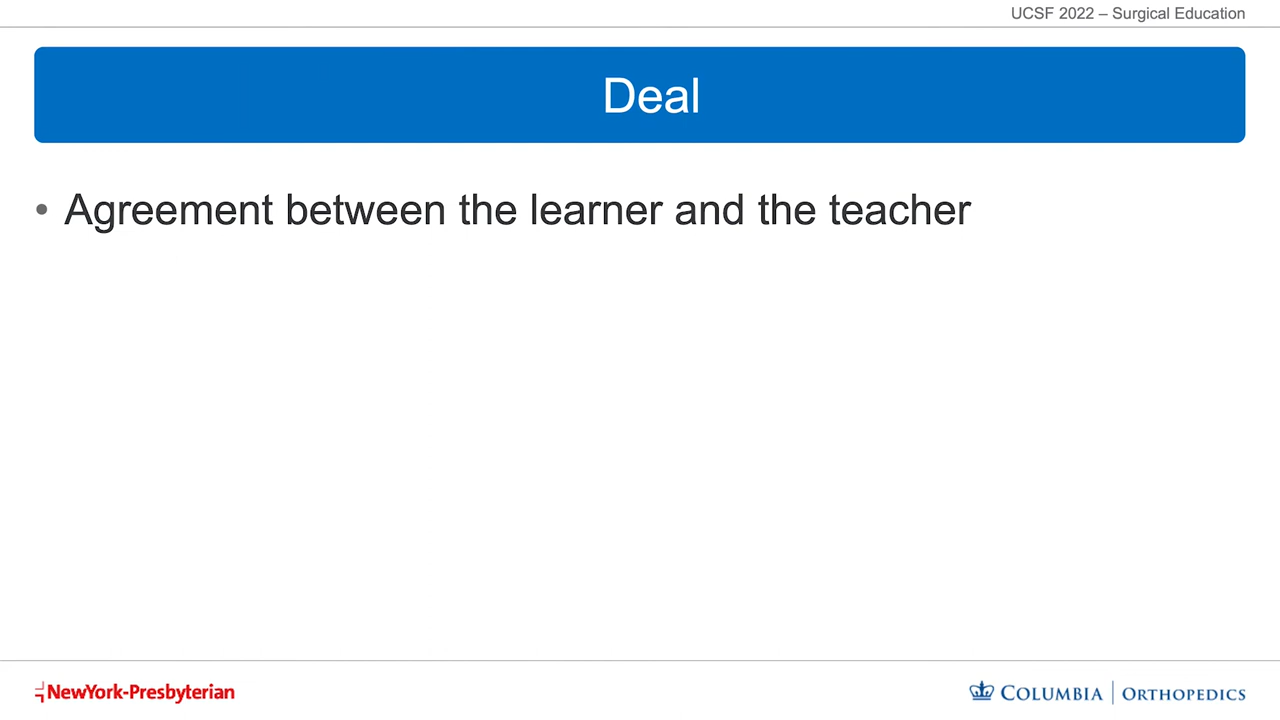 UCSF 2022 – Surgical Education
Deal
• Agreement between the learner and the teacher
NewYork-Presbyterian
COLUMBIA | ORTHOPEDICS